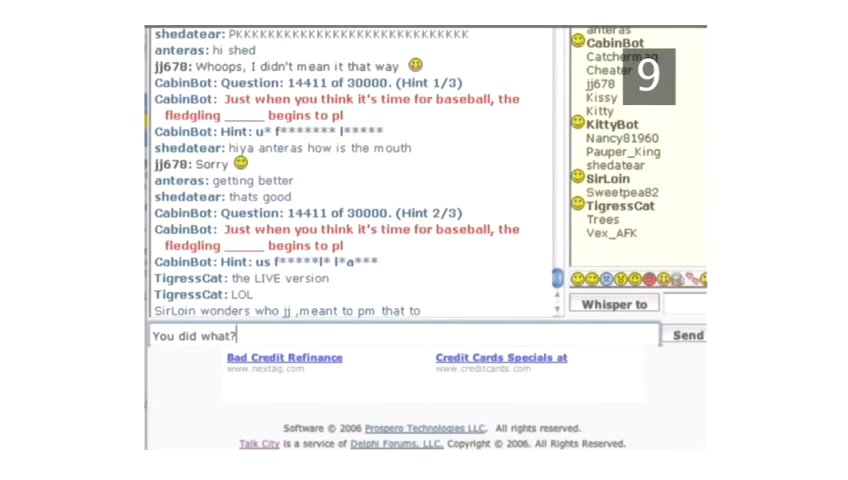 shedatear: PKKKKKKKKKKKKKKKKKKKKKKKKKKK
anteras: hi shed
jj678: Whoops, I didn't mean it that way
CabinBot: Question: 14411 of 30000. (Hint 1/3)
CabinBot: Just when you think it's time for baseball, the
fledgling ______ begins to pl
CabinBot: Hint: u* f******* l*****
shedatear: hiya anteras how is the mouth
jj678: Sorry
anteras: getting better
shedatear: thats good
CabinBot: Question: 14411 of 30000. (Hint 2/3)
CabinBot: Just when you think it's time for baseball, the
fledgling ______ begins to pl
CabinBot: Hint: us f*****l* l*a***
TigressCat: the LIVE version
TigressCat: LOL
SirLoin wonders who jj ,meant to pm that to
You did what?
anteras
CabinBot
Cheater
jj678
Kissy
Kitty
KittyBot
Nancy81960
Pauper_King
shedatear
SirLoin
Sweetpea82
TigressCat
Trees
Vex_AFK
9
Whisper to
Send
Bad Credit Refinance
www.nextag.com
Credit Cards Specials at
www.creditcards.com
Software © 2006 Prospero Technologies LLC. All rights reserved.
Talk City is a service of Delphi Forums, LLC. Copyright © 2006. All Rights Reserved.